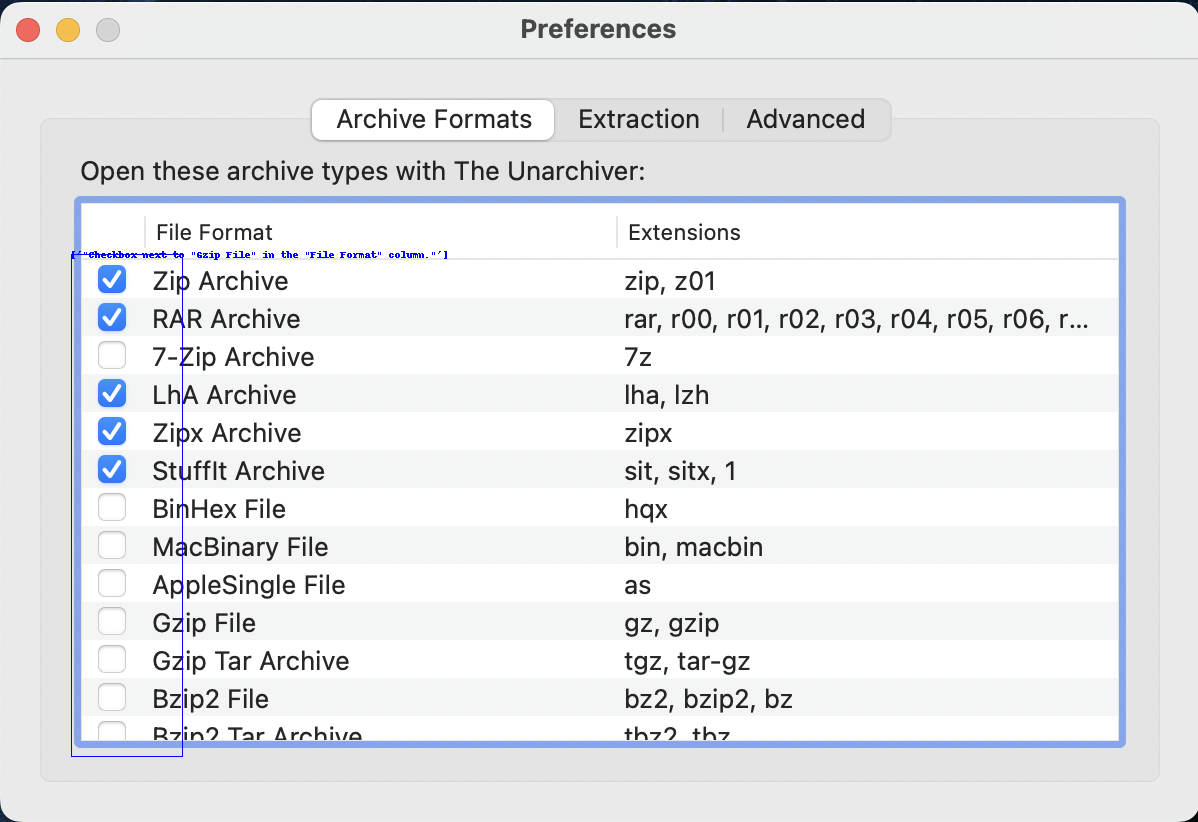 Preferences
Archive Formats Extraction Advanced
Open these archive types with The Unarchiver:
File Format Extensions
['"Checkbox next to "Gzip File" in the "File Format" column."']
Zip Archive zip, z01
RAR Archive rar, r00, r01, r02, r03, r04, r05, r06, r...
7-Zip Archive 7z
LhA Archive lha, lzh
Zipx Archive zipx
StuffIt Archive sit, sitx, 1
BinHex File hqx
MacBinary File bin, macbin
AppleSingle File as
Gzip File gz, gzip
Gzip Tar Archive tgz, tar-gz
Bzip2 File bz2, bzip2, bz
Bzip2 Tar Archive tbz2, tbz